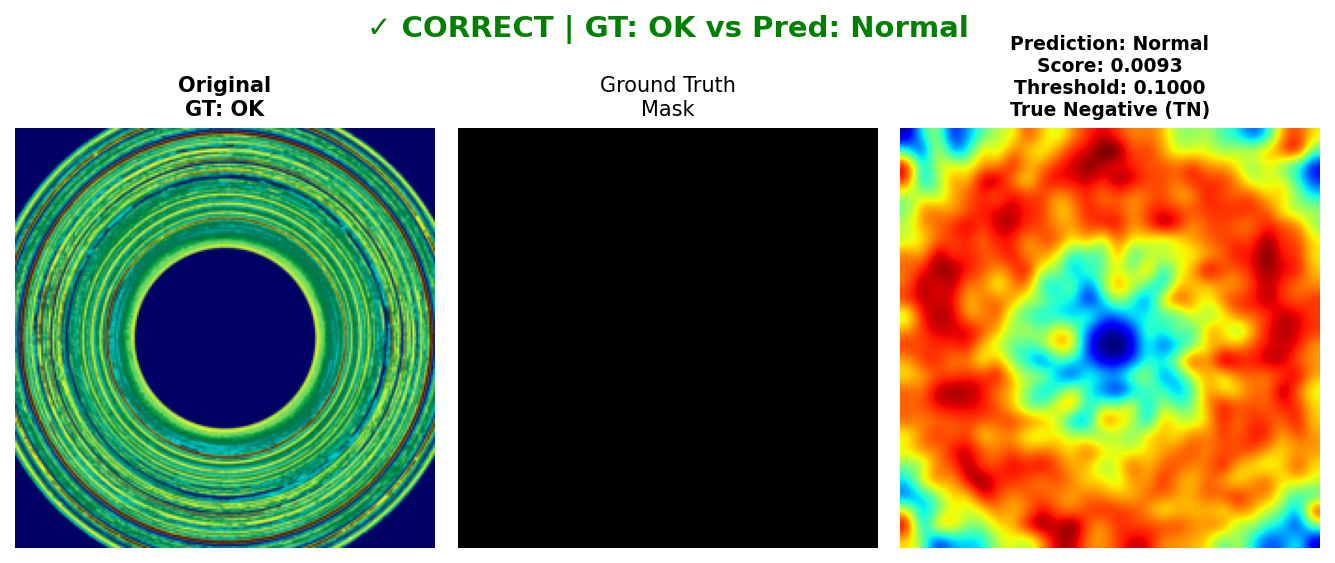 ✓ CORRECT | GT: OK vs Pred: Normal
Original
GT: OK
Ground Truth
Mask
Prediction: Normal
Score: 0.0093
Threshold: 0.1000
True Negative (TN)